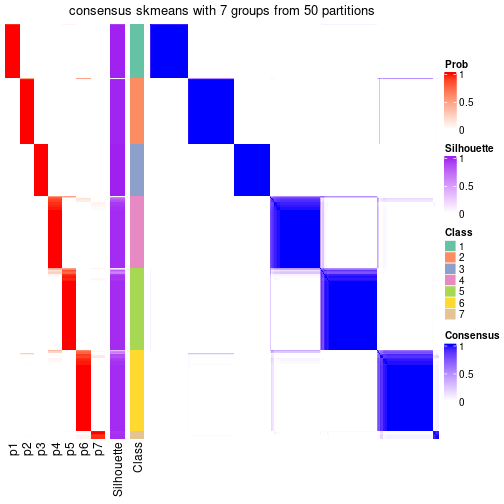 consensus skmeans with 7 groups from 50 partitions
Prob
1
0.5
0
Silhouette
1
0.5
0
Class
1
2
3
4
5
6
7
Consensus
1
0.5
0
p1
p2
p3
p4
p5
p6
p7
Silhouette
Class